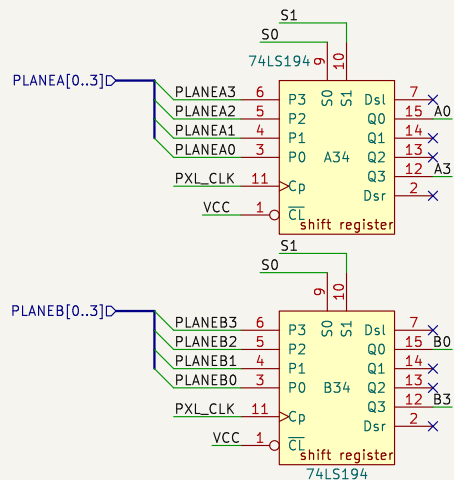 S1
S0
74LS194
9 10
PLANEA[0..3]
S0 S1
PLANEA3 6 P3 Dsl 7
PLANEA2 5 P2 Q0 15 A0
PLANEA1 4 P1 Q1 14
PLANEA0 3 P0 A34 Q2 13
Q3 12 A3
PXL_CLK 11 Cp Dsr 2
VCC 1 CL
shift register
S1
S0
9 10
PLANEB[0..3]
S0 S1
PLANEB3 6 P3 Dsl 7
PLANEB2 5 P2 Q0 15 B0
PLANEB1 4 P1 Q1 14
PLANEB0 3 P0 B34 Q2 13
Q3 12 B3
PXL_CLK 11 Cp Dsr 2
VCC 1 CL
shift register
74LS194